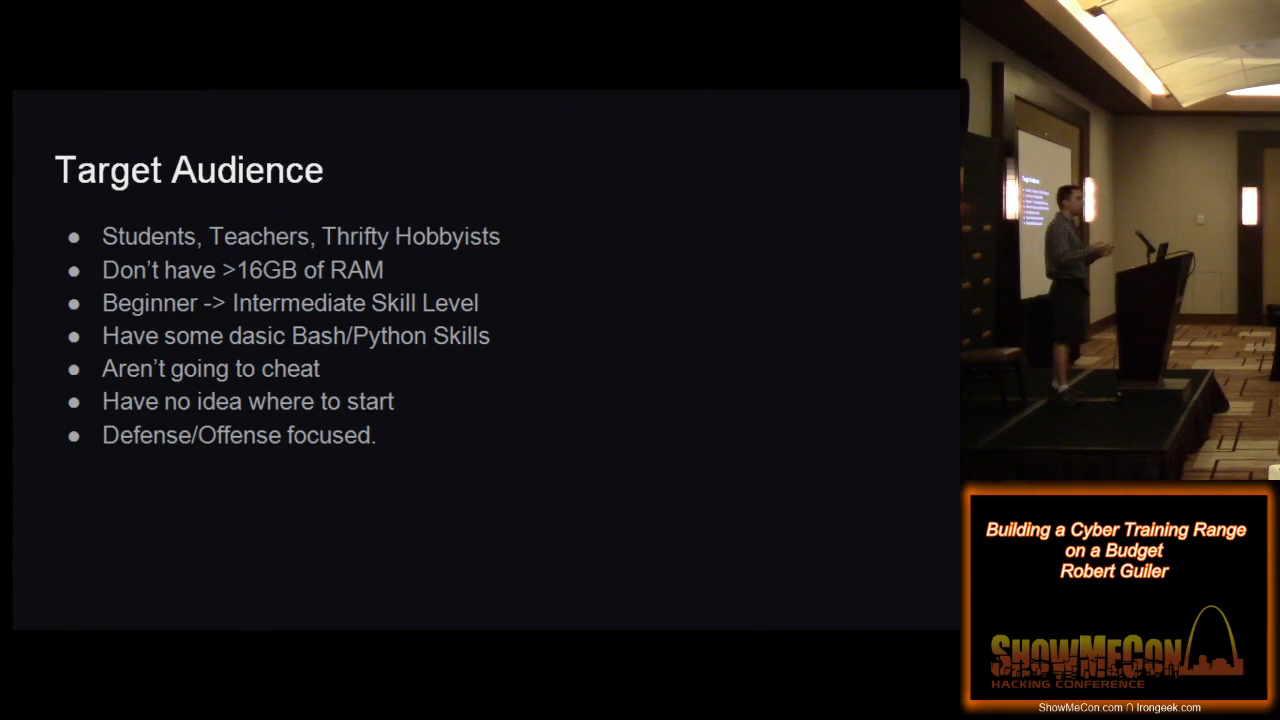 Target Audience
● Students, Teachers, Thrifty Hobbyists
● Don't have >16GB of RAM
● Beginner -> Intermediate Skill Level
● Have some dasic Bash/Python Skills
● Aren't going to cheat
● Have no idea where to start
● Defense/Offense focused.
Building a Cyber Training Range
on a Budget
Robert Guiler
SHOWMECON
HACKING CONFERENCE
ShowMeCon.com ∩ Irongeek.com